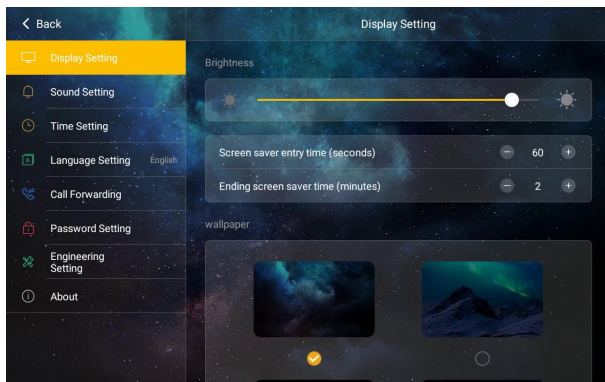 Back
Display Setting
Display Setting
Sound Setting
Time Setting
Language Setting English
Call Forwarding
Password Setting
Engineering
Setting
About
Brightness
Screen saver entry time (seconds) − 60 +
Ending screen saver time (minutes) − 2 +
wallpaper